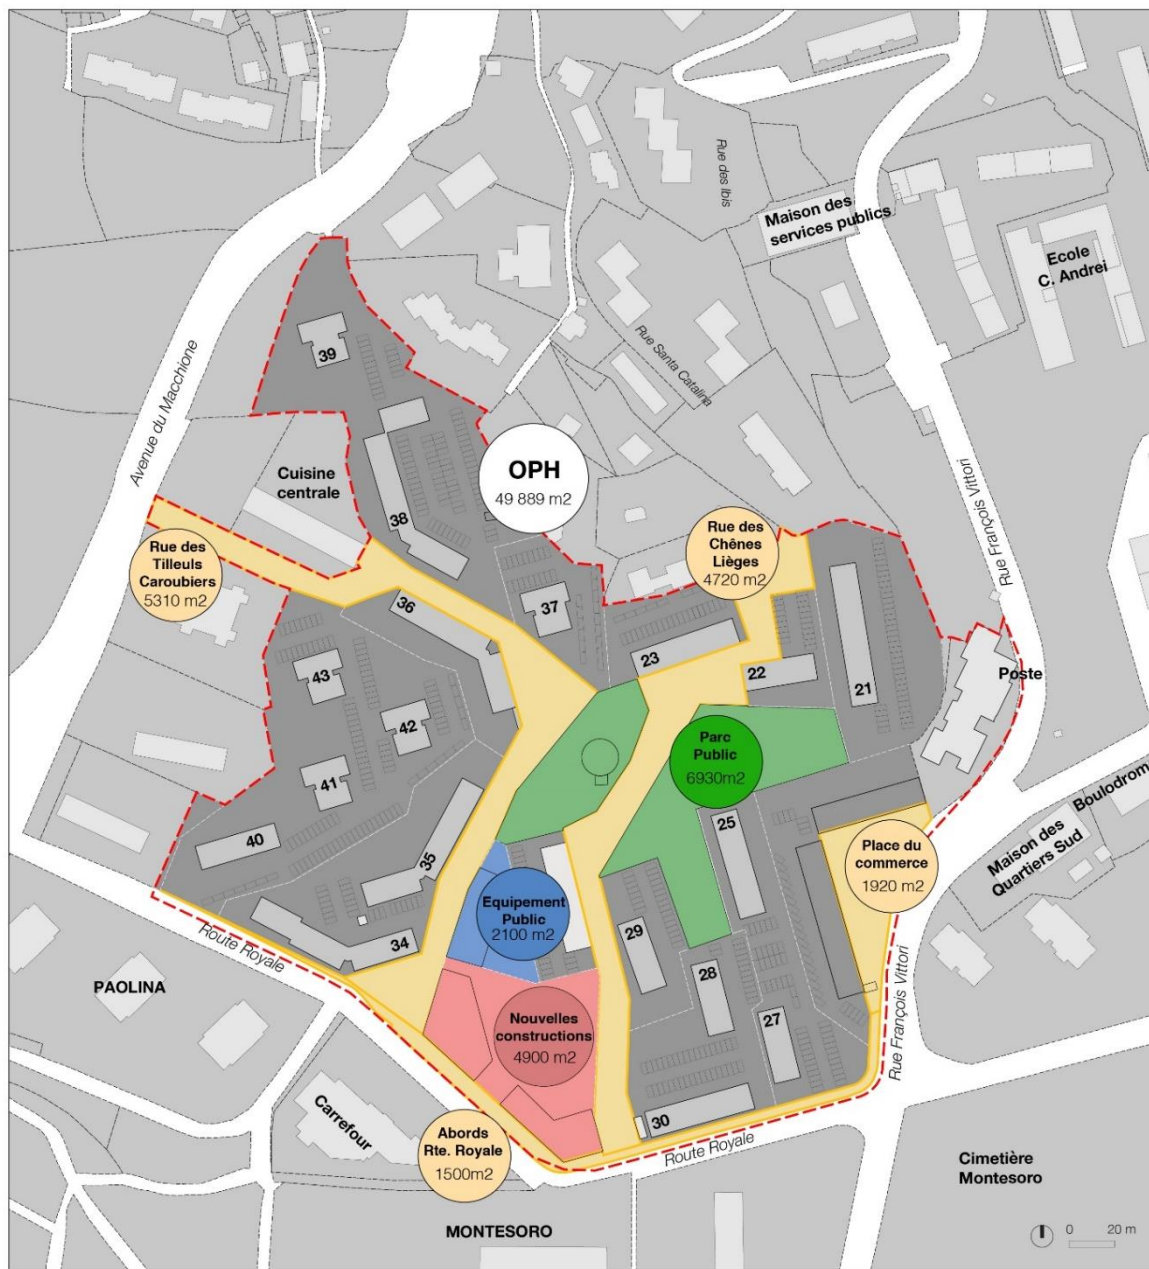 Rue des Ibis
Maison des
services publics
Ecole
C. Andrei
Avenue du Macchione
39
Rue Santa Catalina
Cuisine
centrale
OPH
49 889 m2
38
Rue François Vittori
Rue des
Tilleuls
Caroubiers
5310 m2
Rue des
Chênes
Lièges
4720 m2
36
37
23
22
21
43
42
41
40
35
34
Poste
Parc
Public
6930m2
25
Boulodrom
Maison des
Quartiers Sud
Place du
commerce
1920 m2
Equipement
Public
2100 m2
29
28
27
30
Route Royale
PAOLINA
Nouvelles
constructions
4900 m2
Rue François Vittori
Carrefour
Abords
Rte. Royale
1500m2
Route Royale
Cimetière
Montesoro
MONTESORO
0 20 m